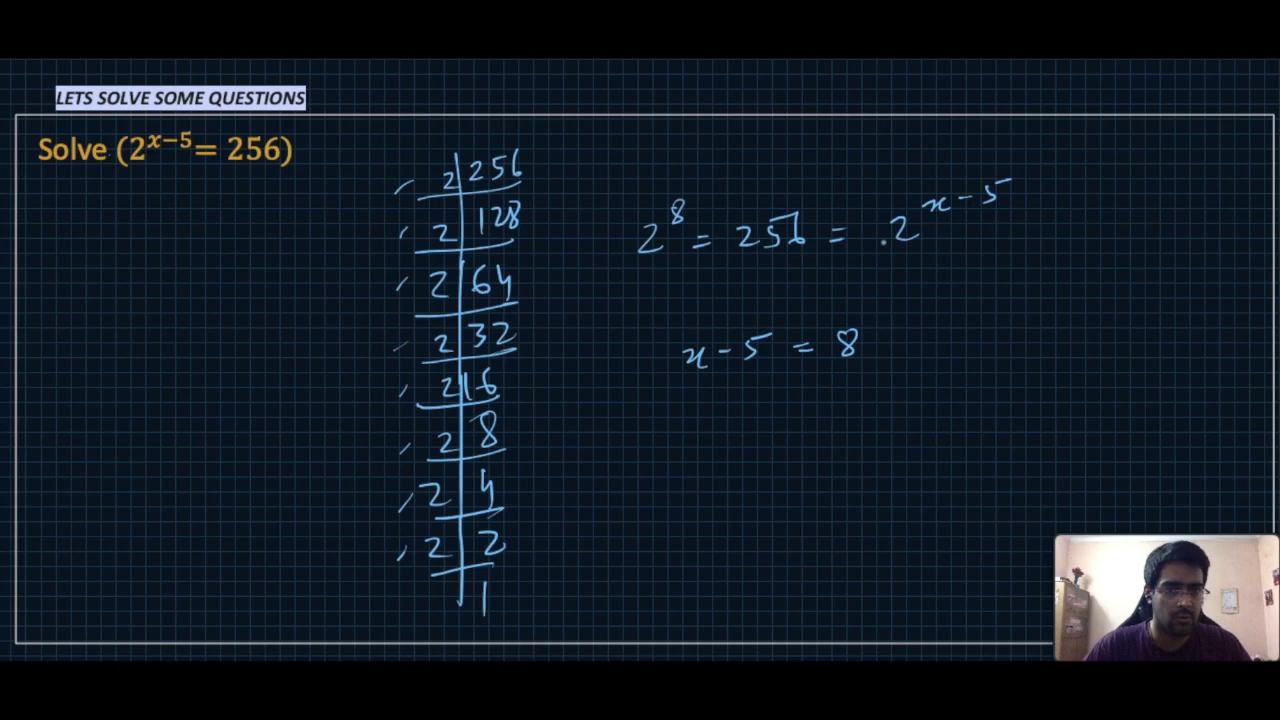 LETS SOLVE SOME QUESTIONS
Solve (2^{x-5}= 256)
2 | 256
2 | 128
2 | 64
2 | 32
2 | 16
2 | 8
2 | 4
2 | 2
1
2^8 = 256 = .2^{x-5}
x-5 = 8